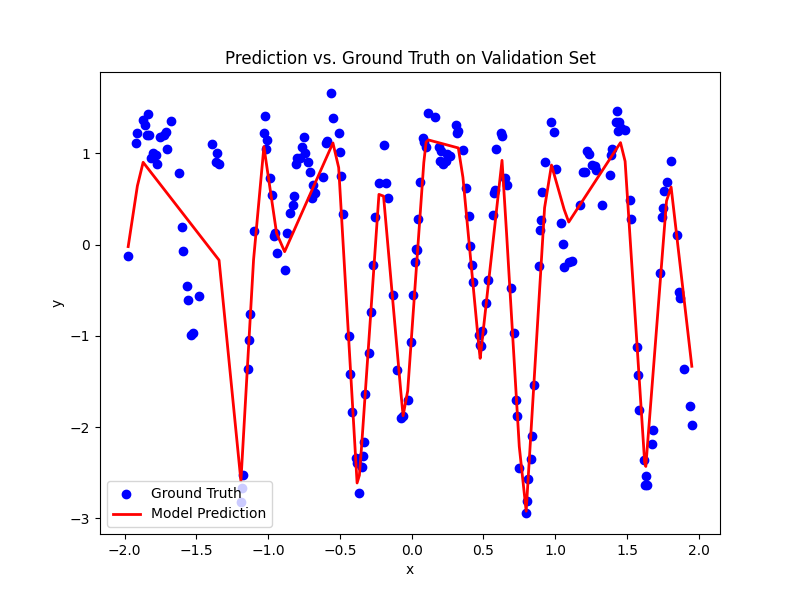 Prediction vs. Ground Truth on Validation Set
1
0
−1
−2
−3
y
Ground Truth
Model Prediction
−2.0 −1.5 −1.0 −0.5 0.0 0.5 1.0 1.5 2.0
x